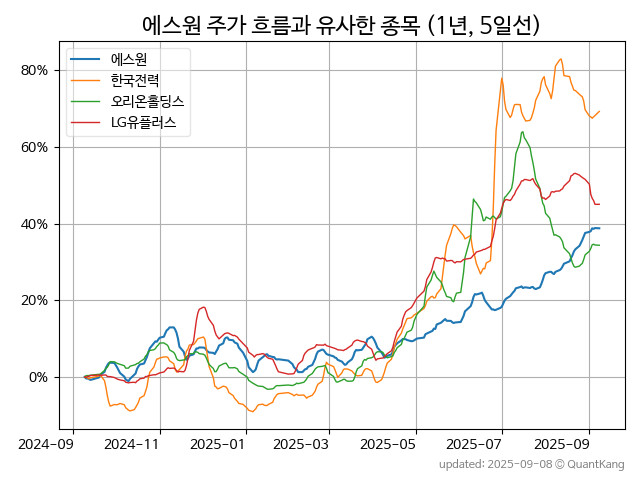 에스원 주가 흐름과 유사한 종목 (1년, 5일선)
에스원
한국전력
오리온홀딩스
LG유플러스
80%
60%
40%
20%
0%
2024-09 2024-11 2025-01 2025-03 2025-05 2025-07 2025-09
updated: 2025-09-08 © QuantKang